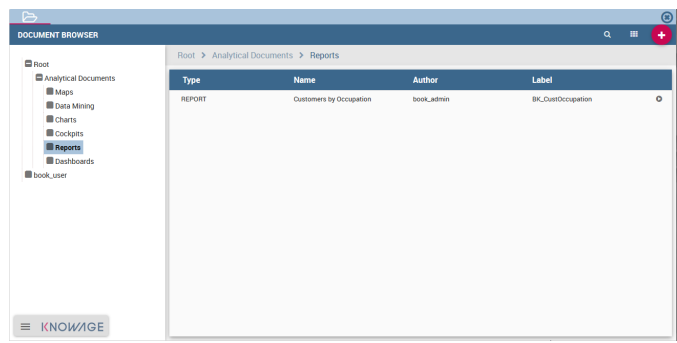 DOCUMENT BROWSER
Root > Analytical Documents > Reports
Root
Analytical Documents
Maps
Data Mining
Charts
Cockpits
Reports
Dashboards
book_user
Type Name Author Label
REPORT Customers by Occupation book_admin BK_CustOccupation
KNOWAGE